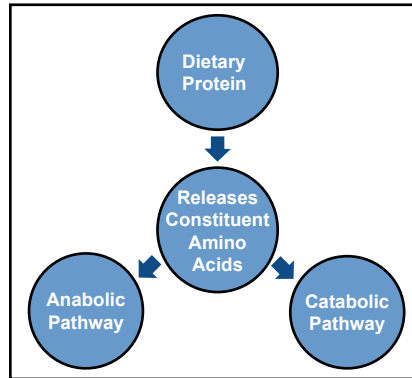 Dietary
Protein
Releases
Constituent
Amino
Acids
Anabolic
Pathway
Catabolic
Pathway